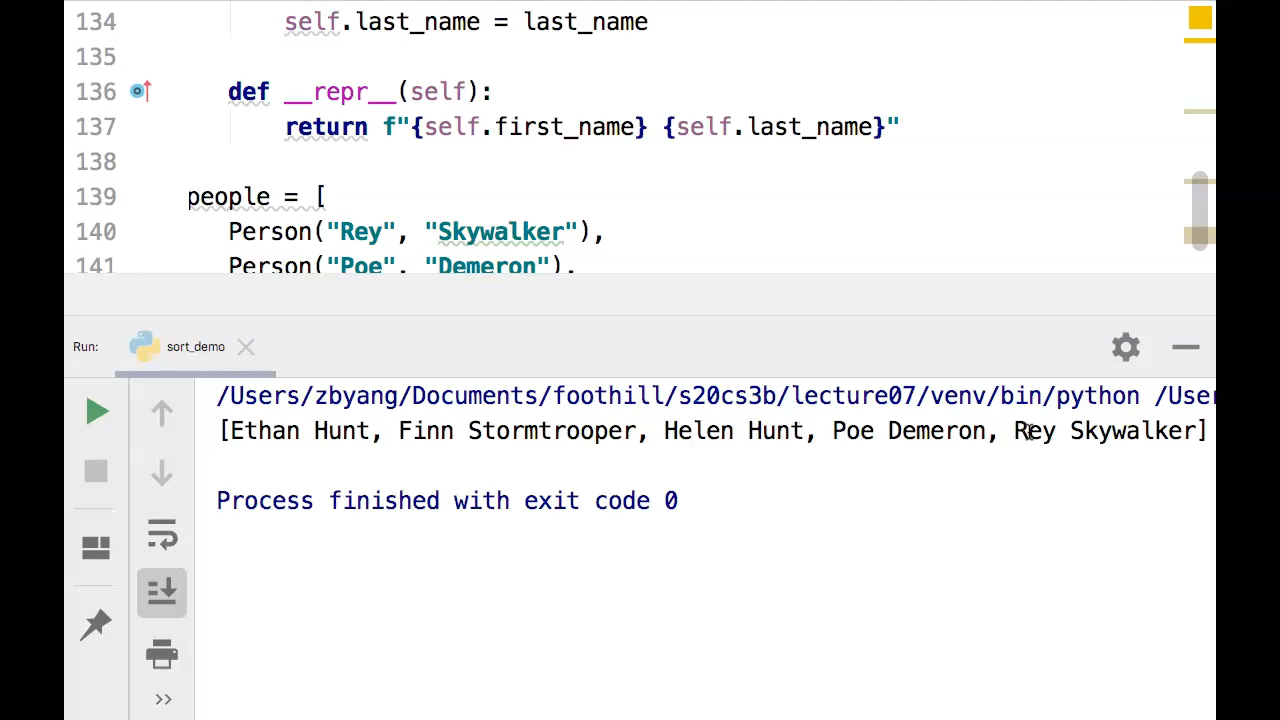 134 self.last_name = last_name
135
136 def __repr__(self):
137 return f"{self.first_name} {self.last_name}"
138
139 people = [
140 Person("Rey", "Skywalker"),
141 Person("Poe", "Demeron"),
Run: sort_demo
/Users/zbyang/Documents/foothill/s20cs3b/lecture07/venv/bin/python /User
[Ethan Hunt, Finn Stormtrooper, Helen Hunt, Poe Demeron, Rey Skywalker]
Process finished with exit code 0